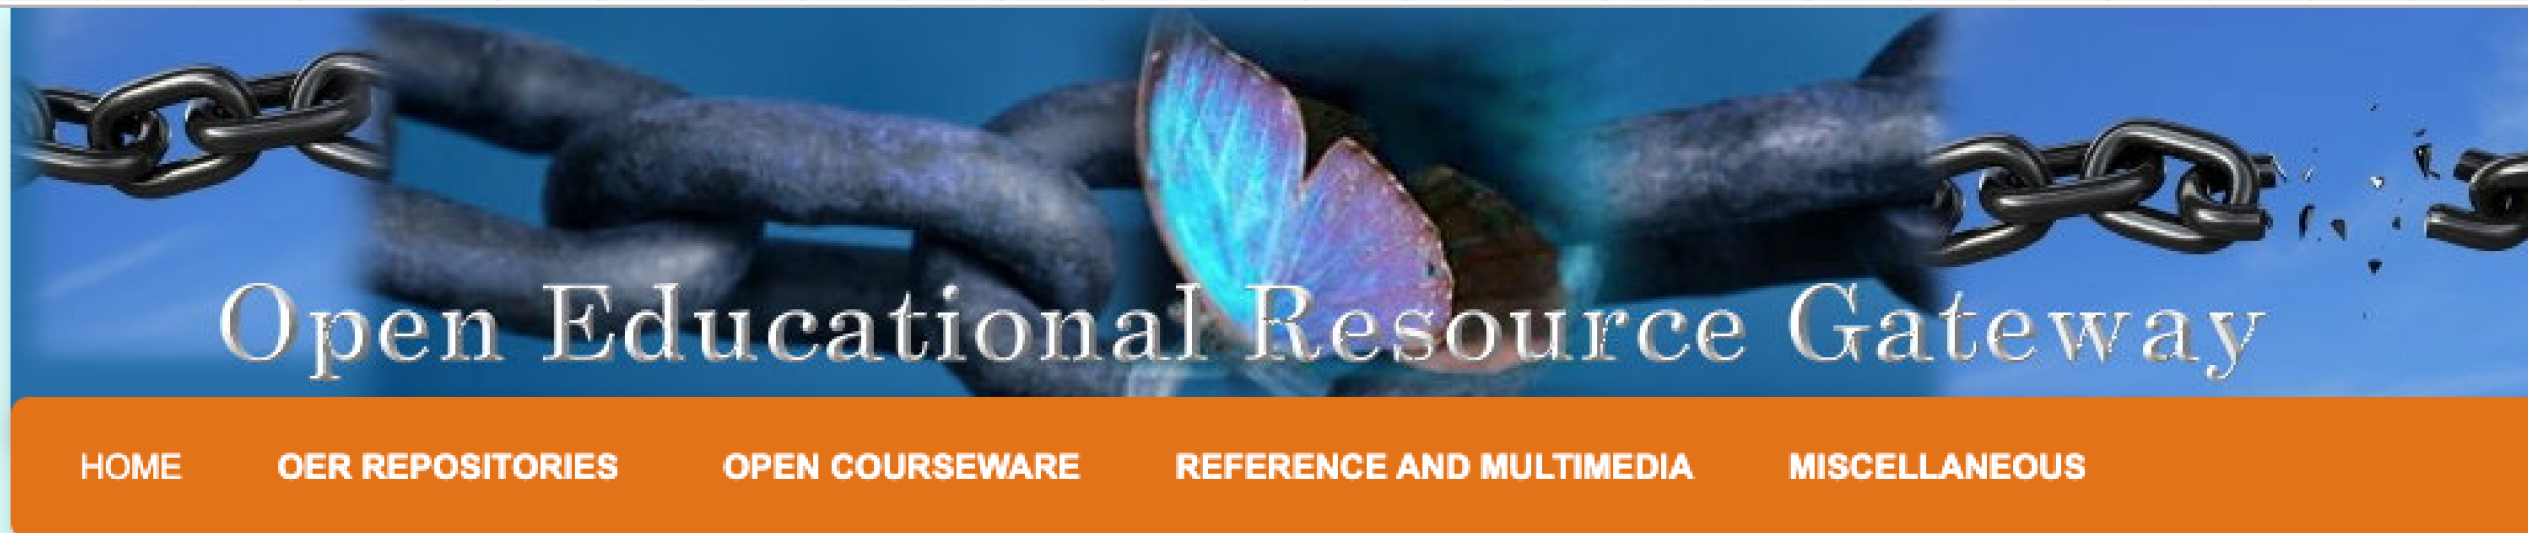 Open Educational Resource Gateway
HOME OER REPOSITORIES OPEN COURSEWARE REFERENCE AND MULTIMEDIA MISCELLANEOUS